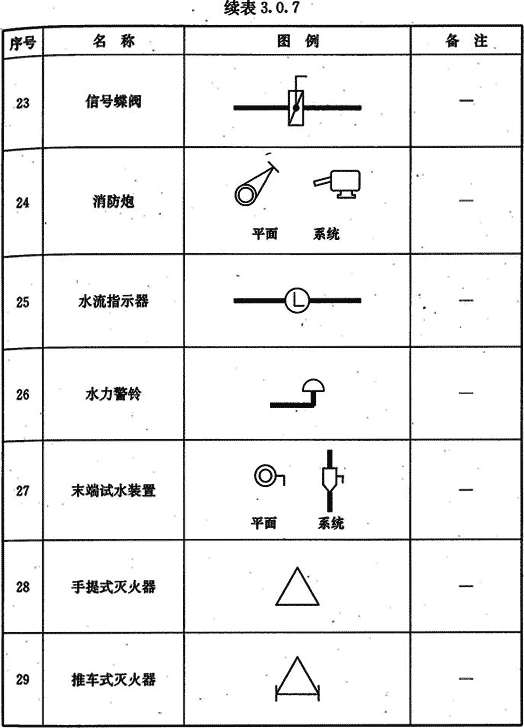 续表3.0.7
序号 名 称 图 例 备 注
23 信号蝶阀 —
24 消防炮 平面 系统 —
25 水流指示器 L —
26 水力警铃 —
27 末端试水装置 平面 系统 —
28 手提式灭火器 —
29 推车式灭火器 —